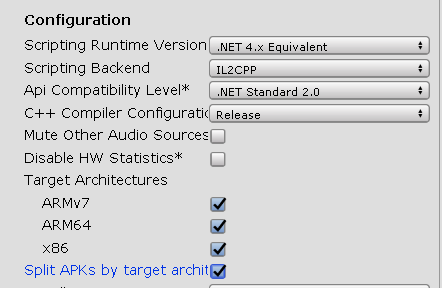 Configuration
Scripting Runtime Version .NET 4.x Equivalent
Scripting Backend IL2CPP
Api Compatibility Level* .NET Standard 2.0
C++ Compiler Configuratio Release
Mute Other Audio Sources
Disable HW Statistics*
Target Architectures
ARMv7
ARM64
x86
Split APKs by target archit